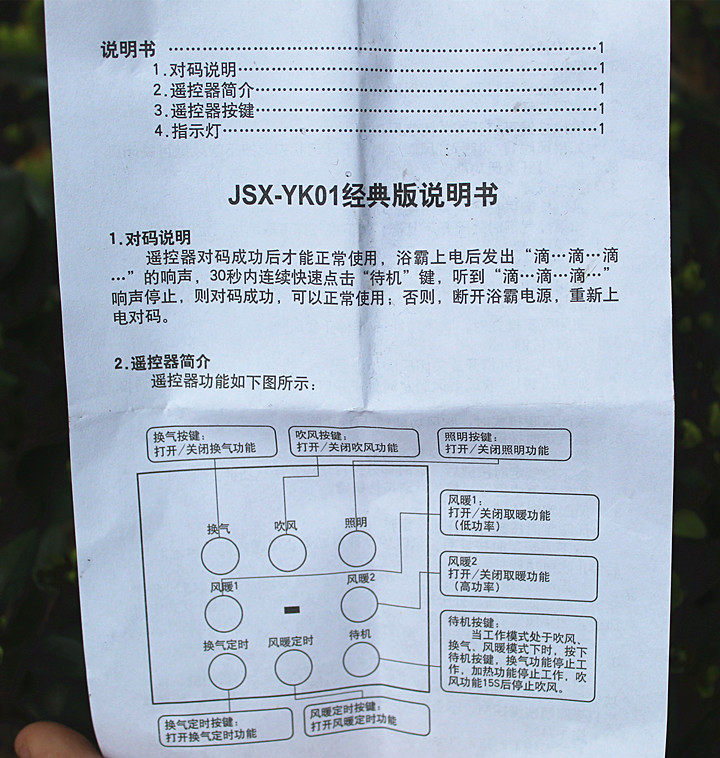 说明书 ……………………………………………………1
1.对码说明……………………………………………1
2.遥控器简介…………………………………………1
3.遥控器按键…………………………………………1
4.指示灯………………………………………………1
JSX-YK01经典版说明书
1.对码说明
遥控器对码成功后才能正常使用，浴霸上电后发出“滴…滴…滴
…”的响声，30秒内连续快速点击“待机”键，听到“滴…滴…滴…”
响声停止，则对码成功，可以正常使用；否则，断开浴霸电源，重新上
电对码。
2.遥控器简介
遥控器功能如下图所示：
换气按键：
打开/关闭换气功能
吹风按键：
打开/关闭吹风功能
照明按键：
打开/关闭照明功能
换气
吹风
照明
风暖1：
打开/关闭取暖功能
（低功率）
风暖1
风暖2
风暖2
打开/关闭取暖功能
（高功率）
换气定时
风暖定时
待机
待机按键：
当工作模式处于吹风、
换气、风暖模式下时，按下
待机按键，换气功能停止工
作，加热功能停止工作，吹
风功能15S后停止吹风。
换气定时按键：
打开换气定时功能
风暖定时按键：
打开风暖定时功能